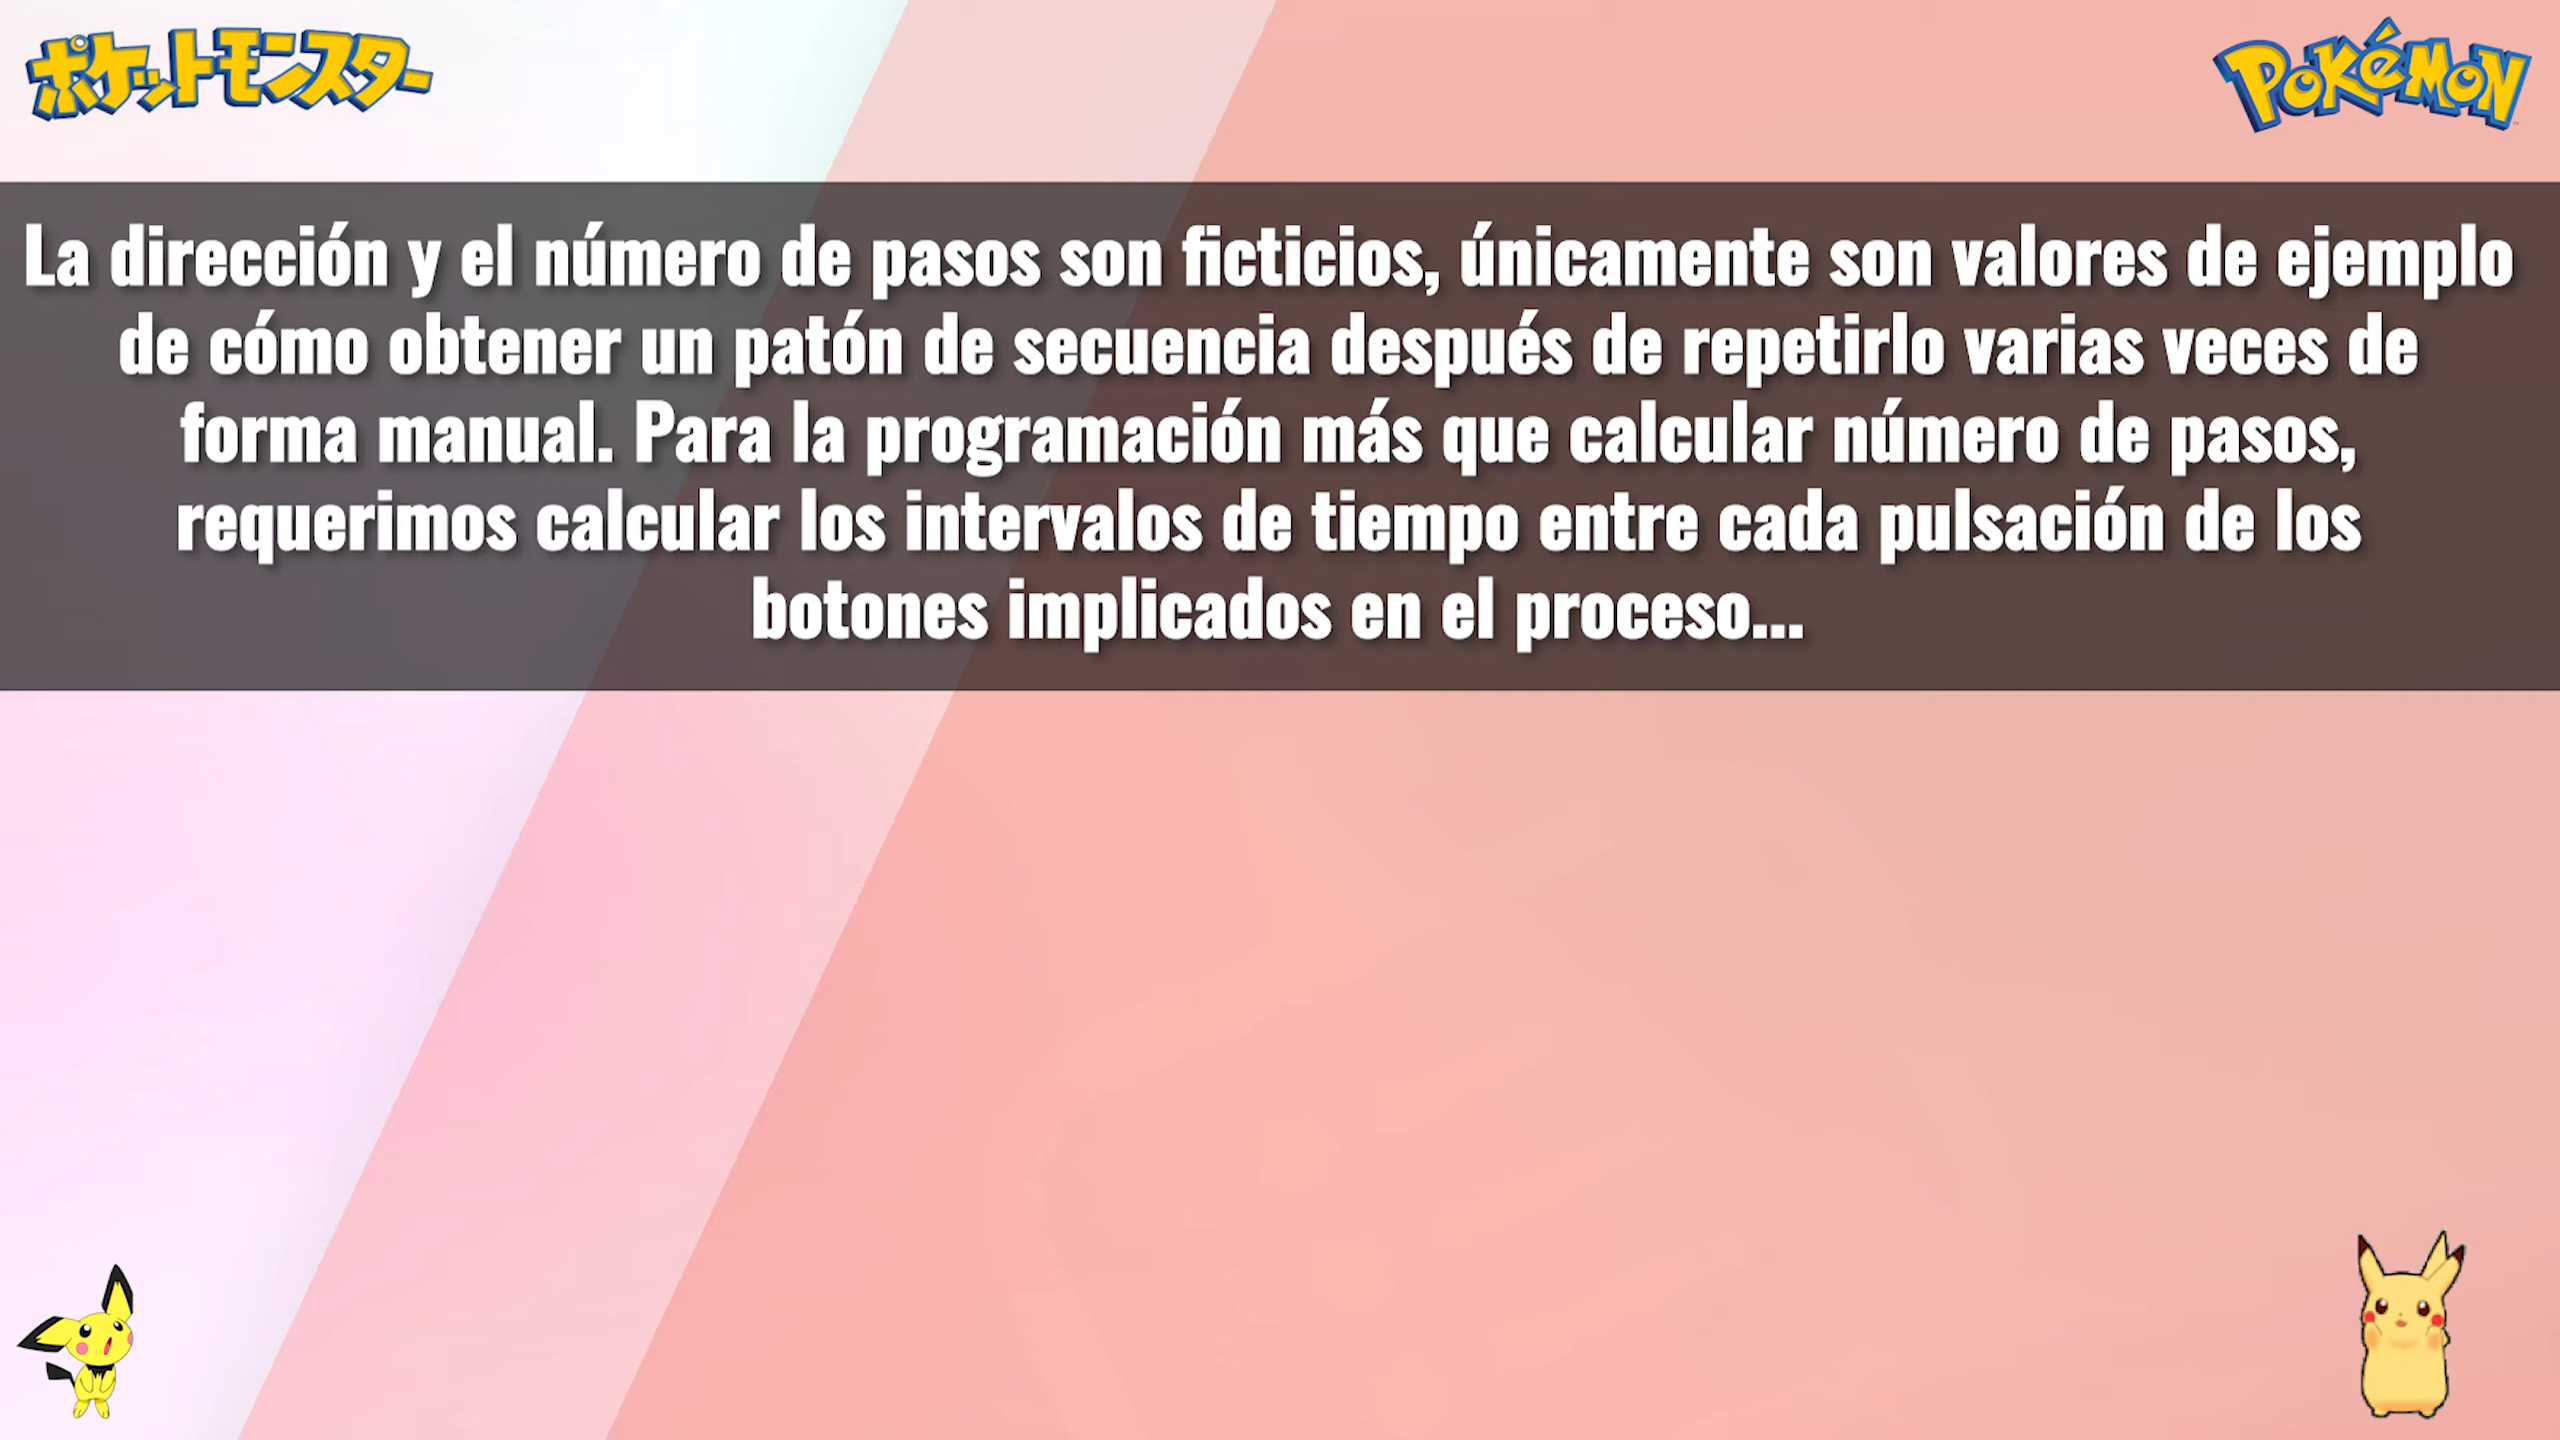 ポケットモンスター
POKéMON
La dirección y el número de pasos son ficticios, únicamente son valores de ejemplo
de cómo obtener un patón de secuencia después de repetirlo varias veces de
forma manual. Para la programación más que calcular número de pasos,
requerimos calcular los intervalos de tiempo entre cada pulsación de los
botones implicados en el proceso...